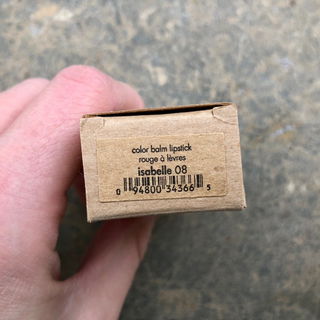 color balm lipstick
rouge à lèvres
isabelle 08
0 94800 34366 5